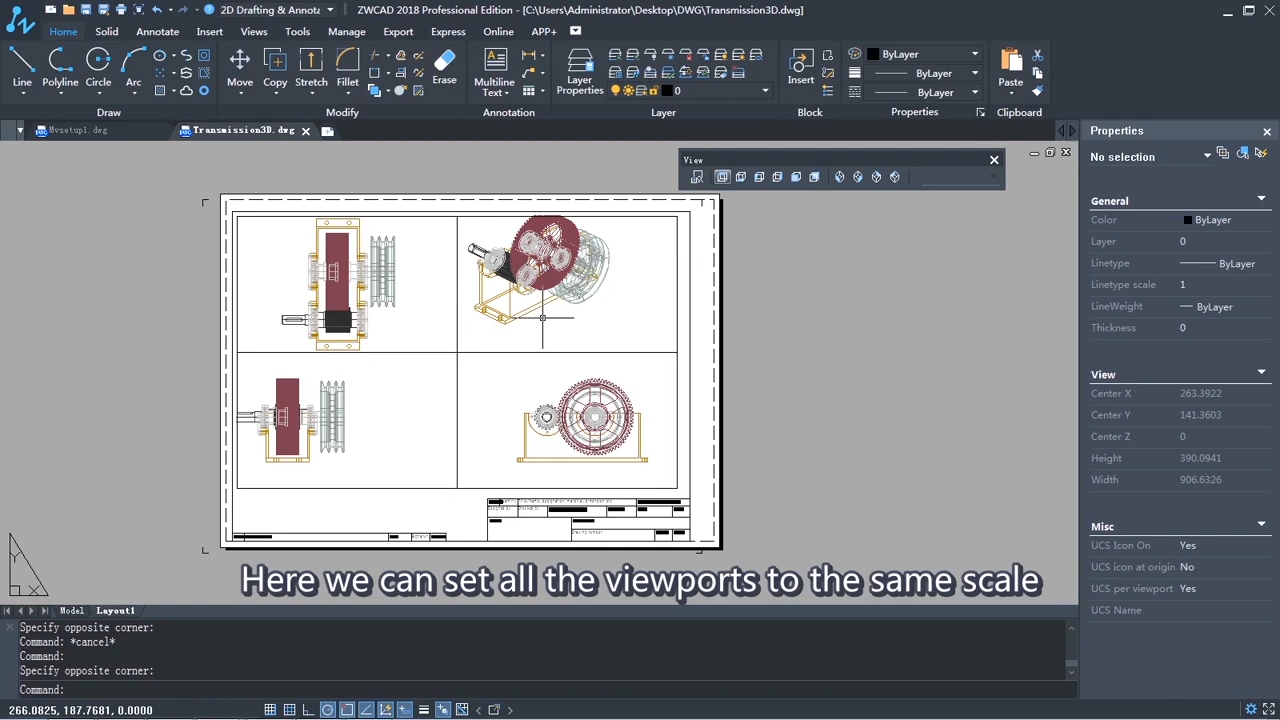 2D Drafting & Annota
ZWCAD 2018 Professional Edition - [C:\Users\Administrator\Desktop\DWG\Transmission3D.dwg]
Home Solid Annotate Insert Views Tools Manage Export Express Online APP+
Line Polyline Circle Arc
Move Copy Stretch Fillet Erase
Multiline Text
Layer Properties
0
Insert
ByLayer
ByLayer
ByLayer
Paste
Draw Modify Annotation Layer Block Properties Clipboard
Mvsetup1.dwg Transmission3D.dwg
View
Properties
No selection
General
Color ByLayer
Layer 0
Linetype ByLayer
Linetype scale 1
LineWeight ByLayer
Thickness 0
View
Center X 263.3922
Center Y 141.3603
Center Z 0
Height 390.0941
Width 906.6326
Misc
UCS Icon On Yes
UCS icon at origin No
UCS per viewport Yes
UCS Name
Here we can set all the viewports to the same scale
Model Layout1
Specify opposite corner:
Command: *cancel*
Command:
Specify opposite corner:
Command:
266.0825, 187.7681, 0.0000